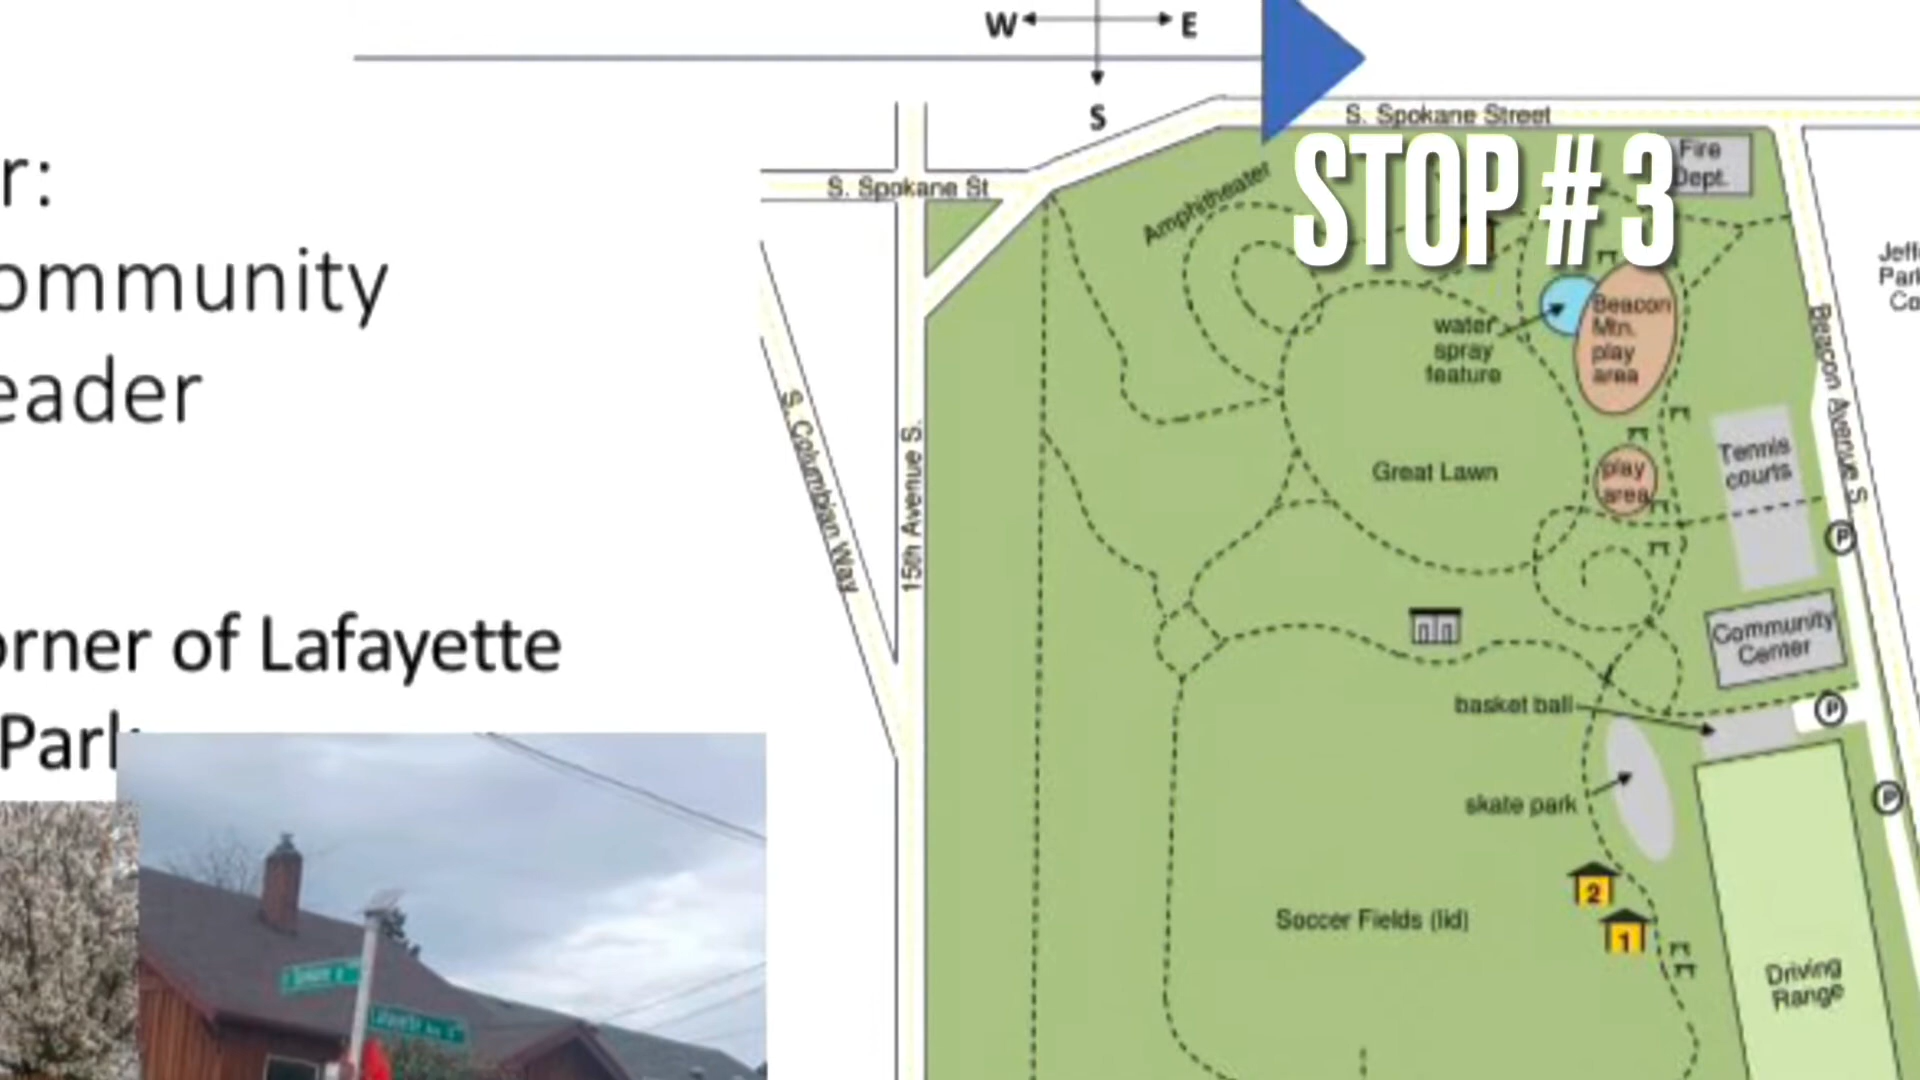 W E
S
r:
ommunity
eader
orner of Lafayette
Park
S. Spokane Street
STOP #3
Fire
Dept.
S. Spokane St
Amphitheater
water
spray
feature
Beacon
Mtn.
play
area
Beacon Avenue S
S. Columbian Way
15th Avenue S.
Great Lawn
play
area
Tennis
courts
P
Community
Center
basket ball
P
skate park
P
2
1
Soccer Fields (lid)
Driving
Range